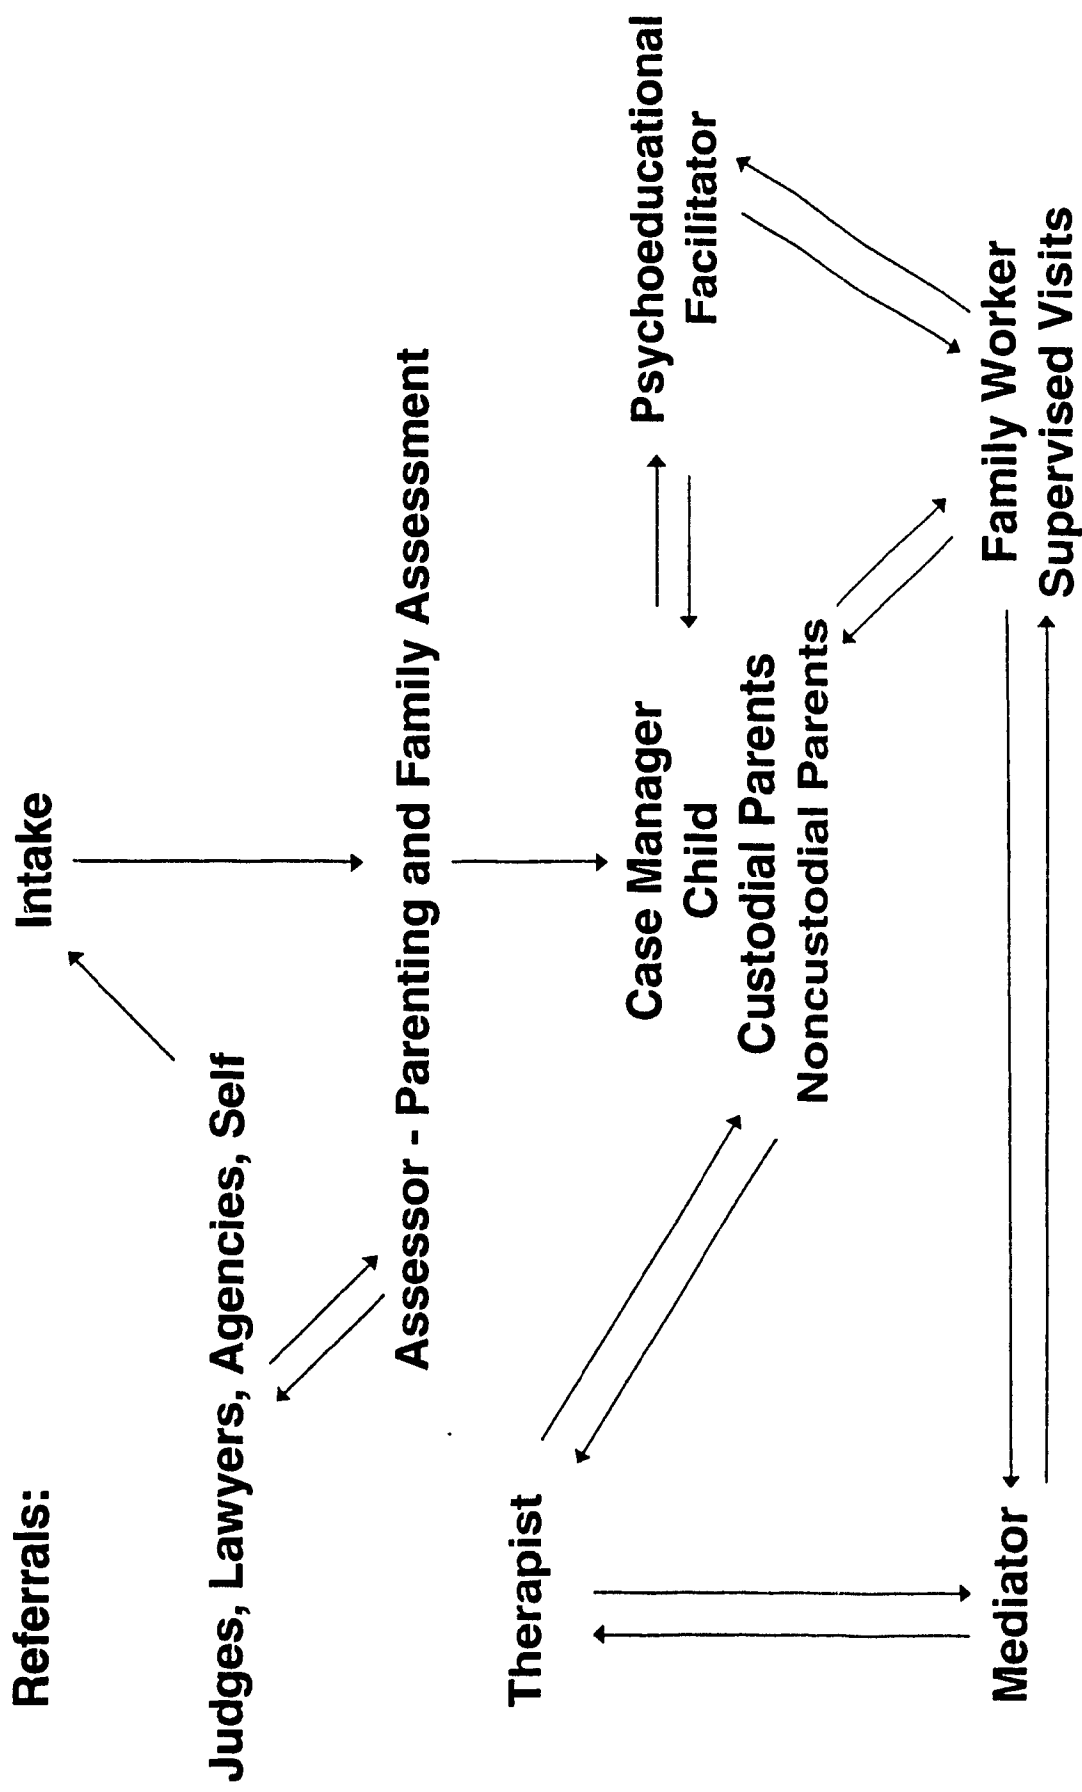 Referrals:
Intake
Judges, Lawyers, Agencies, Self
Assessor - Parenting and Family Assessment
Therapist
Case Manager
Child
Custodial Parents
Noncustodial Parents
Psychoeducational
Facilitator
Mediator
Family Worker
Supervised Visits